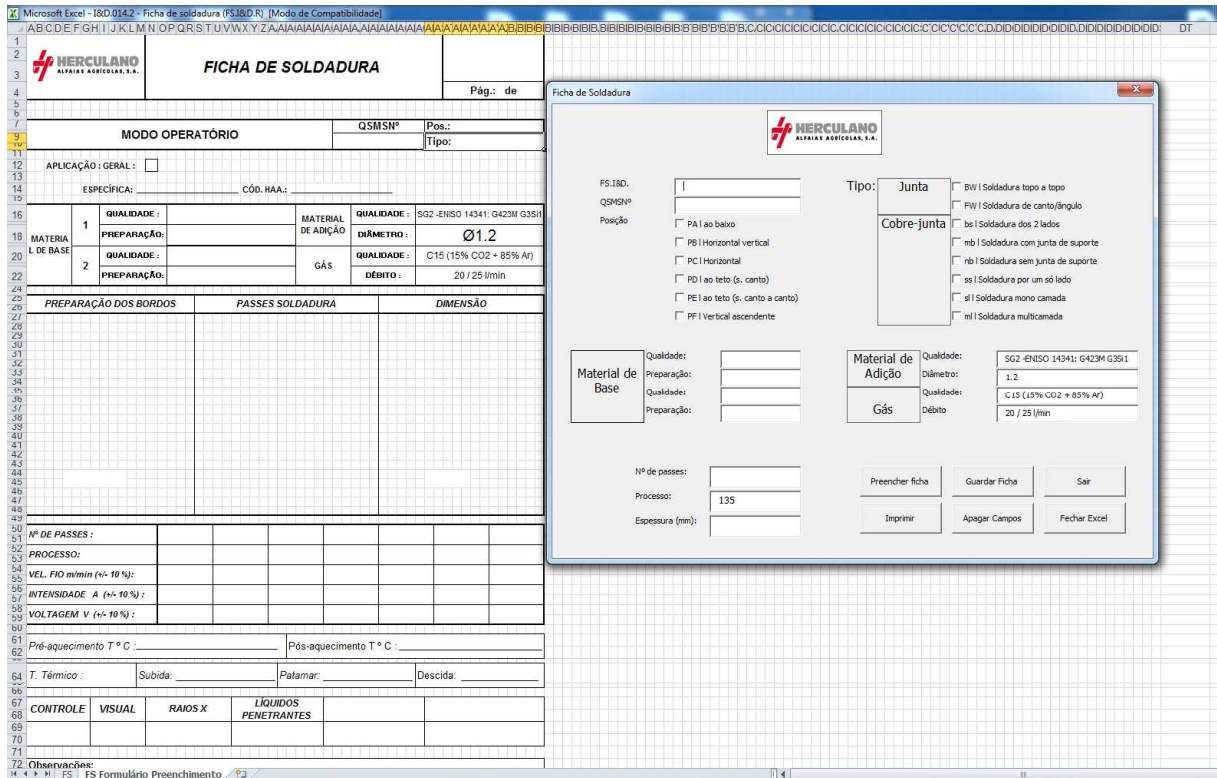 Microsoft Excel - I&D.014.2 - Ficha de soldadura (FS.I&D.R) [Modo de Compatibilidade]
HERCULANO
ALFAIAS AGRÍCOLAS, S.A.
FICHA DE SOLDADURA
Pág.: de
MODO OPERATÓRIO
QSMSNº
Pos.:
Tipo:
APLICAÇÃO : GERAL :
ESPECÍFICA: CÓD. HAA.:
MATERIA
L DE BASE
1
QUALIDADE :
PREPARAÇÃO:
2
QUALIDADE :
PREPARAÇÃO:
MATERIAL
DE ADIÇÃO
QUALIDADE : SG2 -ENISO 14341: G423M G3Si1
DIÂMETRO : Ø1.2
GÁS
QUALIDADE : C15 (15% CO2 + 85% Ar)
DÉBITO : 20 / 25 l/min
PREPARAÇÃO DOS BORDOS PASSES SOLDADURA DIMENSÃO
Nº DE PASSES :
PROCESSO:
VEL. FIO m/min (+/- 10 %):
INTENSIDADE A (+/- 10 %) :
VOLTAGEM V (+/- 10 %) :
Pré-aquecimento T º C : Pós-aquecimento T º C :
T. Térmico : Subida: Patamar: Descida:
CONTROLE VISUAL RAIOS X LÍQUIDOS
PENETRANTES
Observações:
FS FS Formulário Preenchimento
Ficha de Soldadura
HERCULANO
ALFAIAS AGRÍCOLAS, S.A.
FS.I&D.
QSMSNº
Posição
PA l ao baixo
PB l Horizontal vertical
PC l Horizontal
PD l ao teto (s. canto)
PE l ao teto (s. canto a canto)
PF l Vertical ascendente
Tipo:
Junta
BW l Soldadura topo a topo
FW l Soldadura de canto/ângulo
Cobre-junta
bs l Soldadura dos 2 lados
mb l Soldadura com junta de suporte
nb l Soldadura sem junta de suporte
ss l Soldadura por um só lado
sl l Soldadura mono camada
ml l Soldadura multicamada
Material de
Base
Qualidade:
Preparação:
Qualidade:
Preparação:
Material de
Adição
Qualidade: SG2 -ENISO 14341: G423M G3Si1
Diâmetro: 1.2
Gás
Qualidade: C15 (15% CO2 + 85% Ar)
Débito 20 / 25 l/min
Nº de passes:
Processo: 135
Espessura (mm):
Preencher ficha Guardar Ficha Sair
Imprimir Apagar Campos Fechar Excel